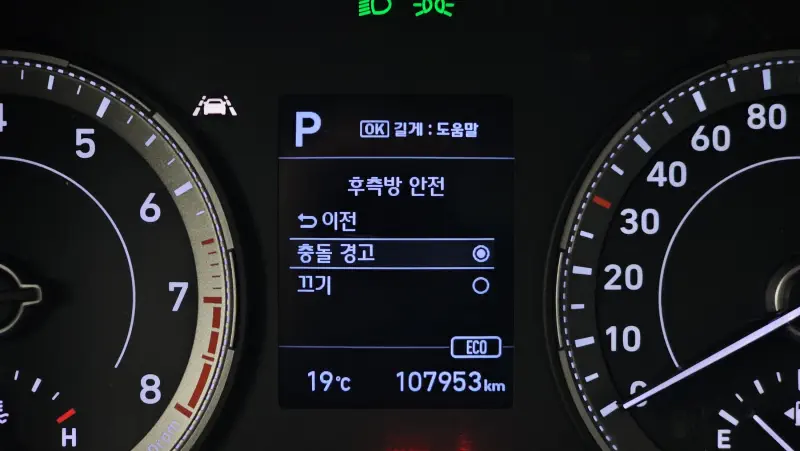 P
OK 길게 : 도움말
후측방 안전
이전
충돌 경고
끄기
ECO
19℃
107953km
5
6
7
8
H
80
60
40
30
20
10
0
E